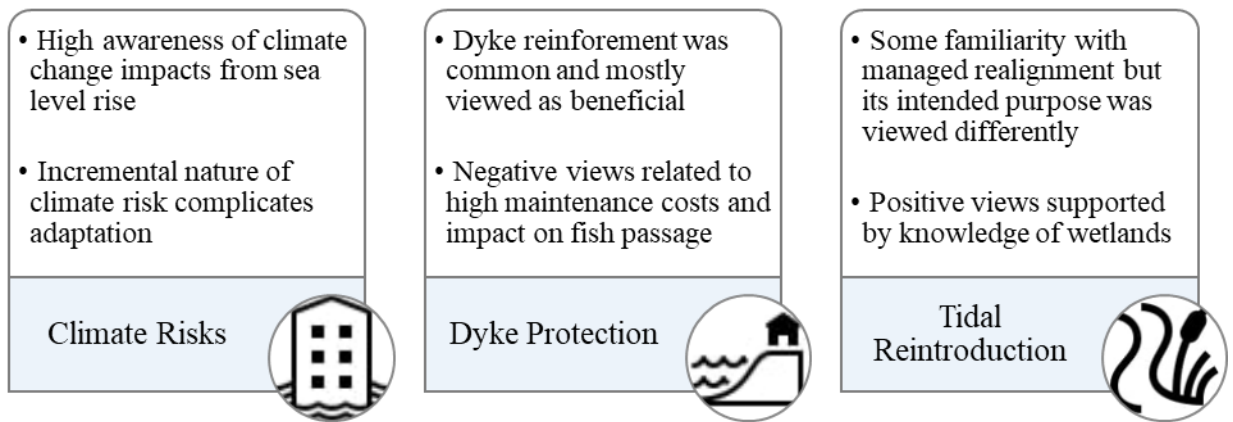 • High awareness of climate
change impacts from sea
level rise
• Incremental nature of
climate risk complicates
adaptation
Climate Risks
• Dyke reinforement was
common and mostly
viewed as beneficial
• Negative views related to
high maintenance costs and
impact on fish passage
Dyke Protection
• Some familiarity with
managed realignment but
its intended purpose was
viewed differently
• Positive views supported
by knowledge of wetlands
Tidal
Reintroduction